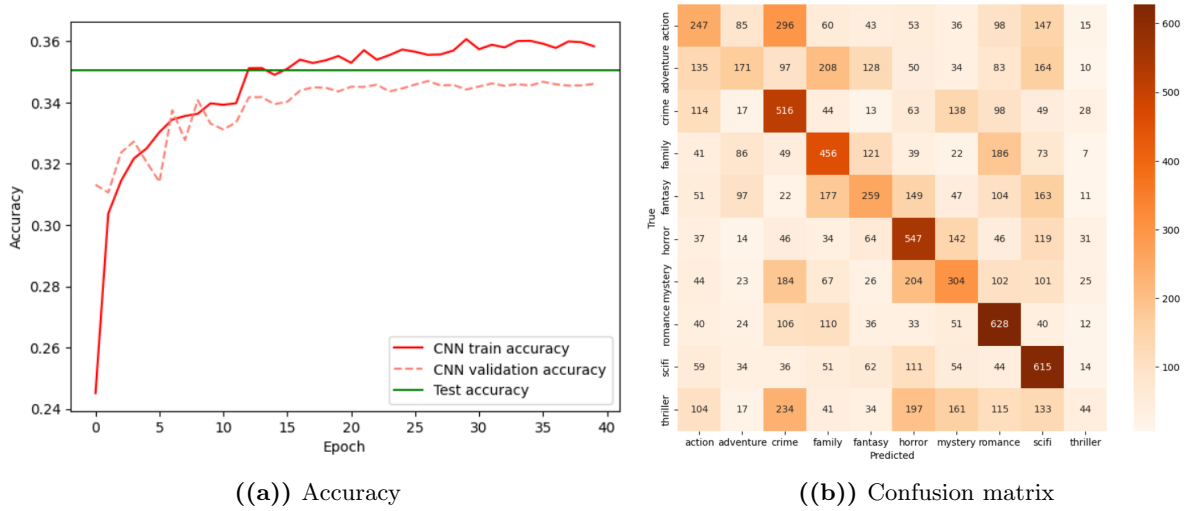 0.36
0.34
0.32
0.30
0.28
0.26
0.24
Accuracy
0 5 10 15 20 25 30 35 40
Epoch
CNN train accuracy
CNN validation accuracy
Test accuracy
((a)) Accuracy
True
action 247 85 296 60 43 53 36 98 147 15
adventure 135 171 97 208 128 50 34 83 164 10
crime 114 17 516 44 13 63 138 98 49 28
family 41 86 49 456 121 39 22 186 73 7
fantasy 51 97 22 177 259 149 47 104 163 11
horror 37 14 46 34 64 547 142 46 119 31
mystery 44 23 184 67 26 204 304 102 101 25
romance 40 24 106 110 36 33 51 628 40 12
scifi 59 34 36 51 62 111 54 44 615 14
thriller 104 17 234 41 34 197 161 115 133 44
action adventure crime family fantasy horror mystery romance scifi thriller
Predicted
600
500
400
300
200
100
((b)) Confusion matrix